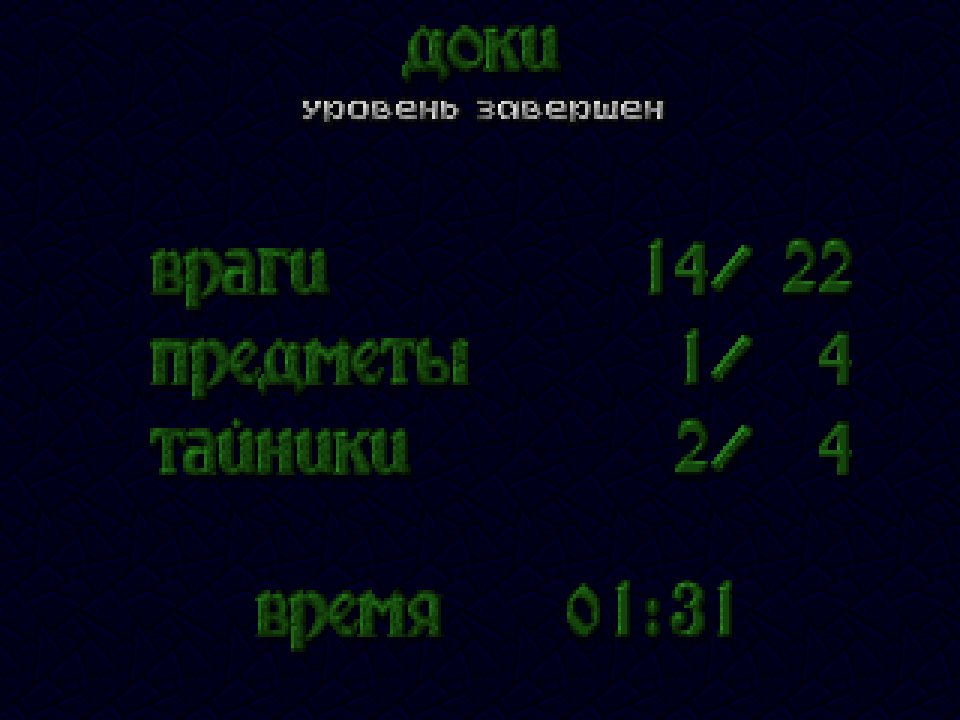 доки
уровень завершен
враги 14/ 22
предметы 1/ 4
тайники 2/ 4
время 01:31